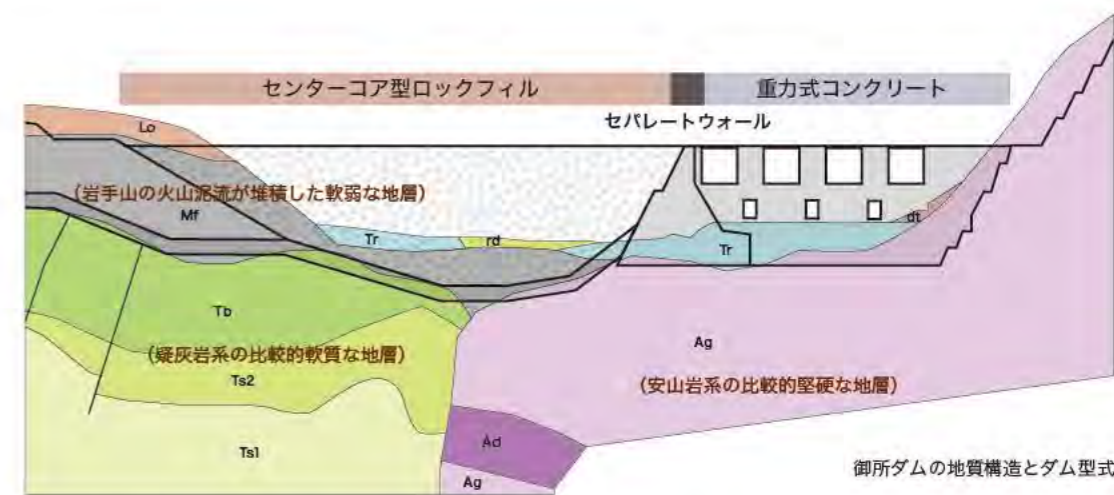 センターコア型ロックフィル
重力式コンクリート
セパレートウォール
Lo
(岩手山の火山泥流が堆積した軟弱な地層)
Mf
dt
Tr
rd
Tr
Tb
Ag
(疑灰岩系の比較的軟質な地層)
Ts2
(安山岩系の比較的堅硬な地層)
Ad
Ts1
御所ダムの地質構造とダム型式
Ag